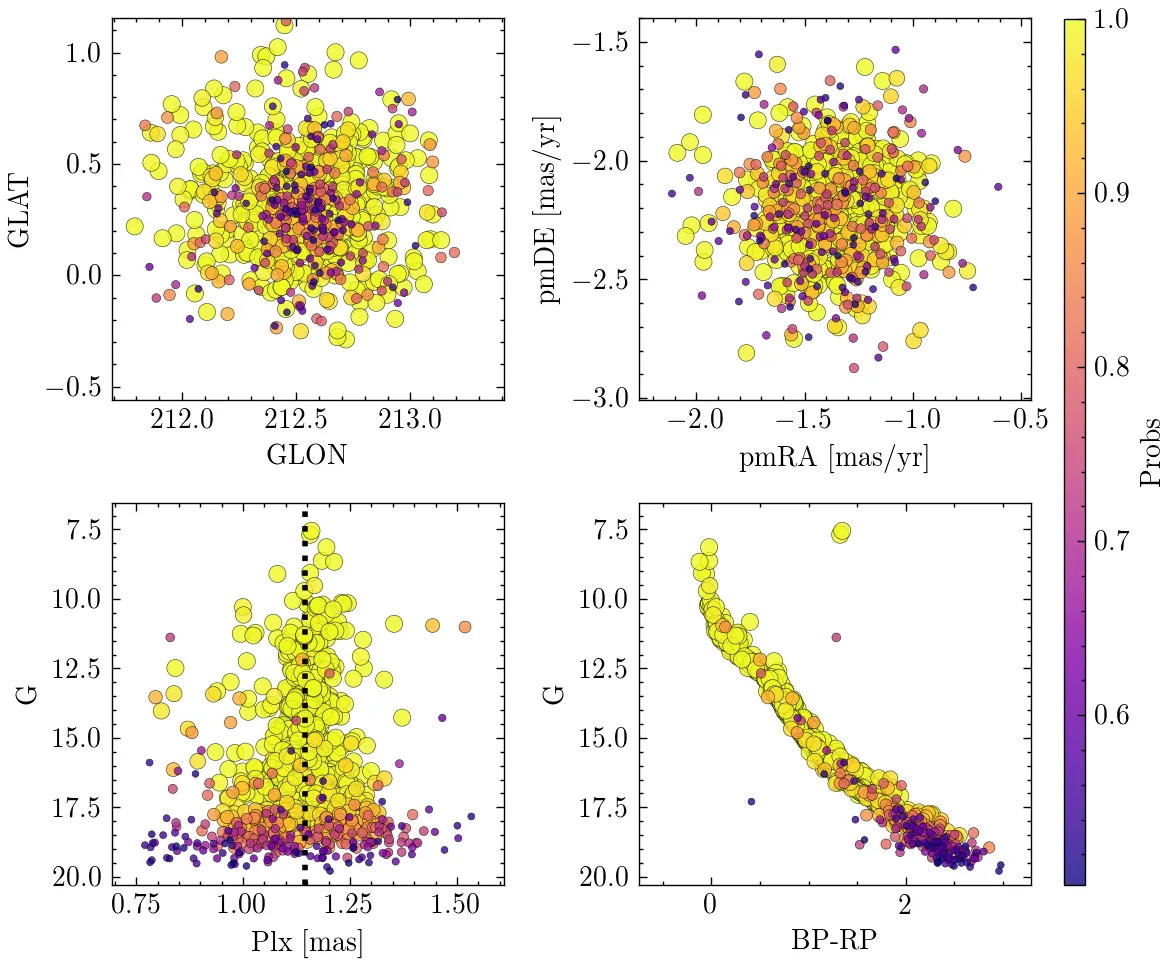 1.0
0.5
0.0
−0.5
GLAT
212.0 212.5 213.0
GLON
−1.5
−2.0
−2.5
−3.0
pmDE [mas/yr]
−2.0 −1.5 −1.0 −0.5
pmRA [mas/yr]
7.5
10.0
12.5
15.0
17.5
20.0
G
0.75 1.00 1.25 1.50
Plx [mas]
7.5
10.0
12.5
15.0
17.5
20.0
G
0 2
BP-RP
1.0
0.9
0.8
0.7
0.6
Probs